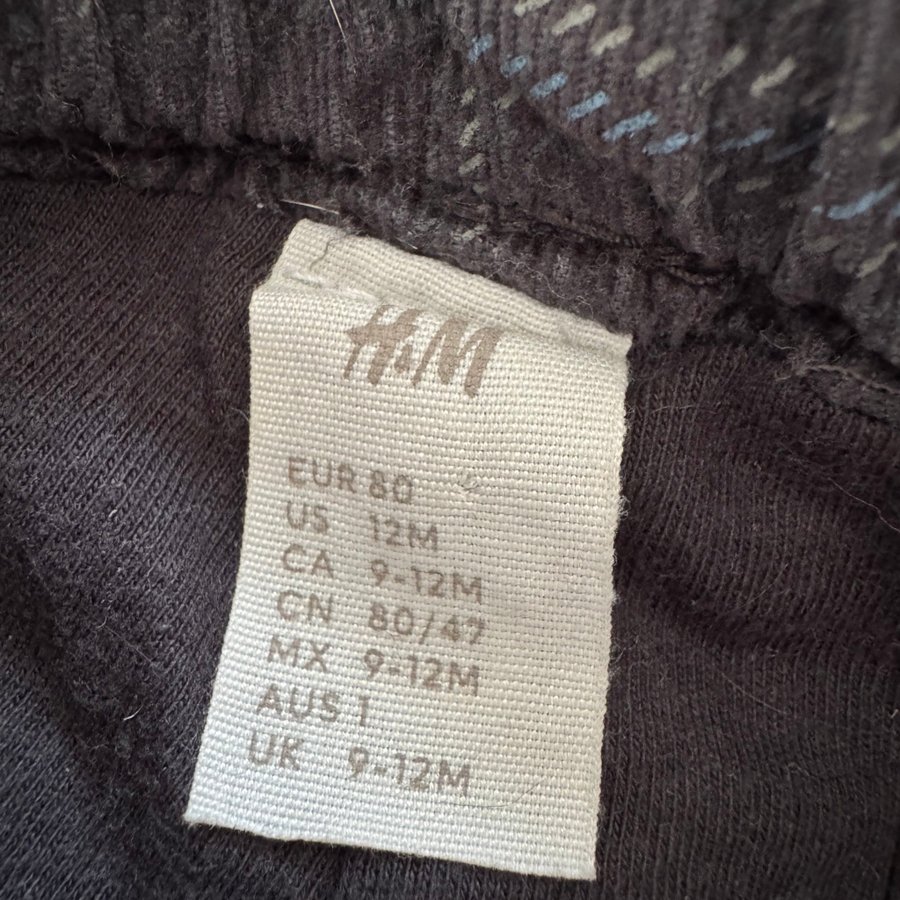 H&M
EUR 80
US 12M
CA 9-12M
CN 80/47
MX 9-12M
AUS 1
UK 9-12M